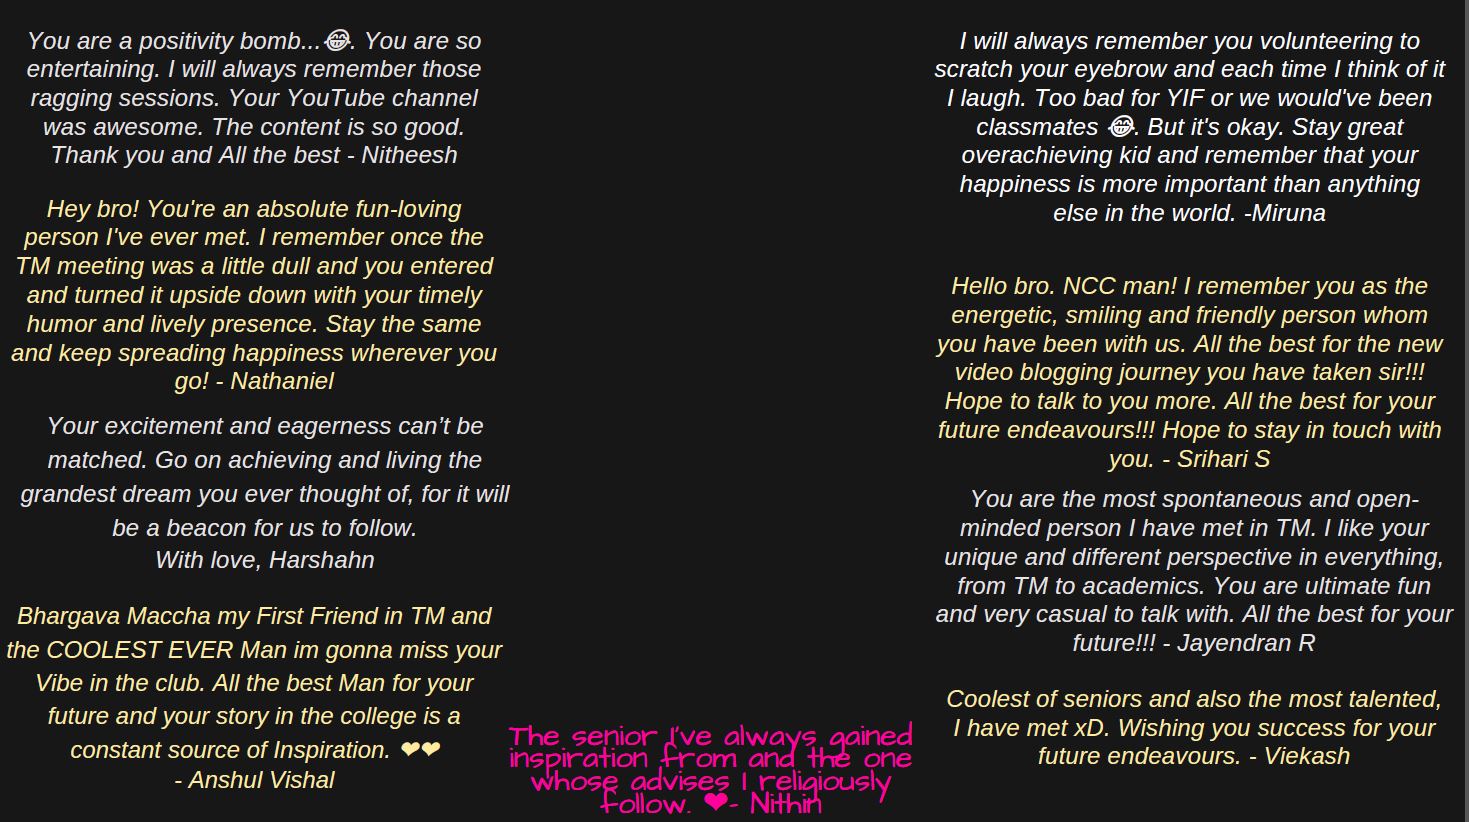 You are a positivity bomb...😂. You are so
entertaining. I will always remember those
ragging sessions. Your YouTube channel
was awesome. The content is so good.
Thank you and All the best - Nitheesh
Hey bro! You're an absolute fun-loving
person I've ever met. I remember once the
TM meeting was a little dull and you entered
and turned it upside down with your timely
humor and lively presence. Stay the same
and keep spreading happiness wherever you
go! - Nathaniel
Your excitement and eagerness can’t be
matched. Go on achieving and living the
grandest dream you ever thought of, for it will
be a beacon for us to follow.
With love, Harshahn
Bhargava Maccha my First Friend in TM and
the COOLEST EVER Man im gonna miss your
Vibe in the club. All the best Man for your
future and your story in the college is a
constant source of Inspiration. ❤❤
- Anshul Vishal
The senior I've always gained
inspiration from and the one
whose advises I religiously
follow. ❤- Nithin
I will always remember you volunteering to
scratch your eyebrow and each time I think of it
I laugh. Too bad for YIF or we would've been
classmates 😂. But it's okay. Stay great
overachieving kid and remember that your
happiness is more important than anything
else in the world. -Miruna
Hello bro. NCC man! I remember you as the
energetic, smiling and friendly person whom
you have been with us. All the best for the new
video blogging journey you have taken sir!!!
Hope to talk to you more. All the best for your
future endeavours!!! Hope to stay in touch with
you. - Srihari S
You are the most spontaneous and open-
minded person I have met in TM. I like your
unique and different perspective in everything,
from TM to academics. You are ultimate fun
and very casual to talk with. All the best for your
future!!! - Jayendran R
Coolest of seniors and also the most talented,
I have met xD. Wishing you success for your
future endeavours. - Viekash